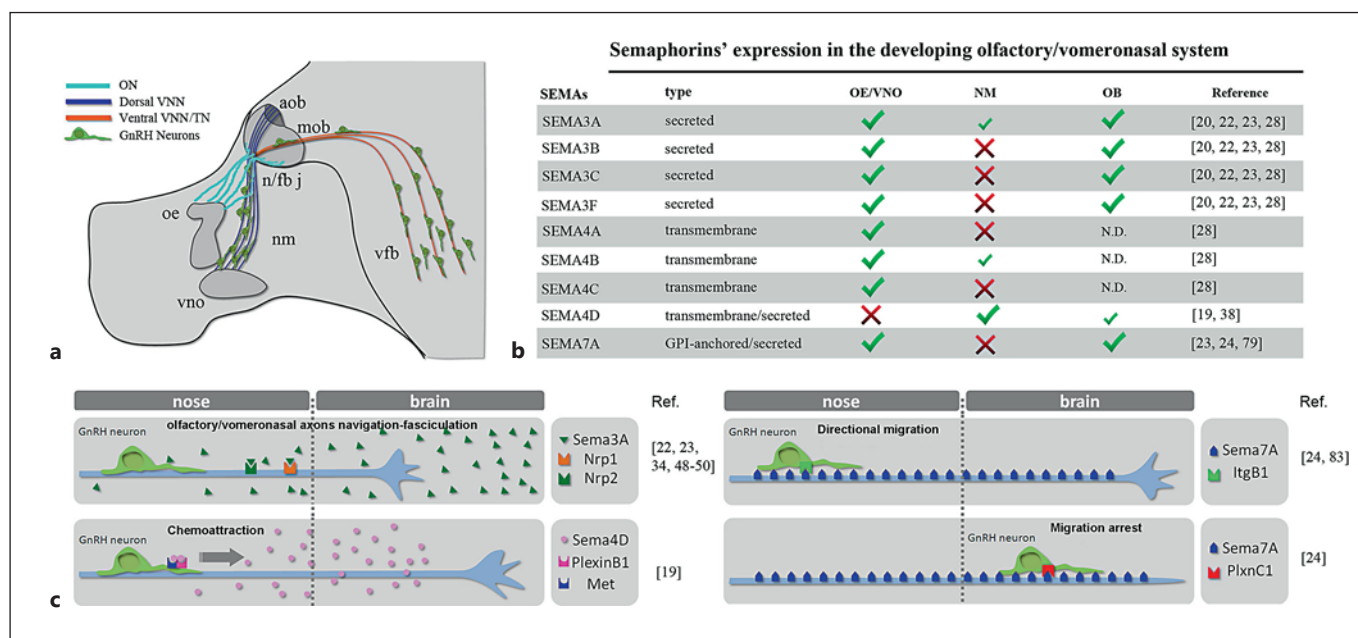 ON
Dorsal VNN
Ventral VNN/TN
GnRH Neurons
aob
mob
n/fb j
oe
nm
vfb
vno
a
Semaphorins' expression in the developing olfactory/vomeronasal system
SEMAs type OE/VNO NM OB Reference
SEMA3A secreted [20, 22, 23, 28]
SEMA3B secreted [20, 22, 23, 28]
SEMA3C secreted [20, 22, 23, 28]
SEMA3F secreted [20, 22, 23, 28]
SEMA4A transmembrane N.D. [28]
SEMA4B transmembrane N.D. [28]
SEMA4C transmembrane N.D. [28]
SEMA4D transmembrane/secreted [19, 38]
SEMA7A GPI-anchored/secreted [23, 24, 79]
b
nose brain Ref.
olfactory/vomeronasal axons navigation-fasciculation
GnRH neuron
Sema3A
Nrp1
Nrp2
[22, 23,
34, 48-50]
Chemoattraction
GnRH neuron
Sema4D
PlexinB1
Met
[19]
nose brain Ref.
Directional migration
GnRH neuron
Sema7A
ItgB1
[24, 83]
Migration arrest
GnRH neuron
Sema7A
PlxnC1
[24]
c